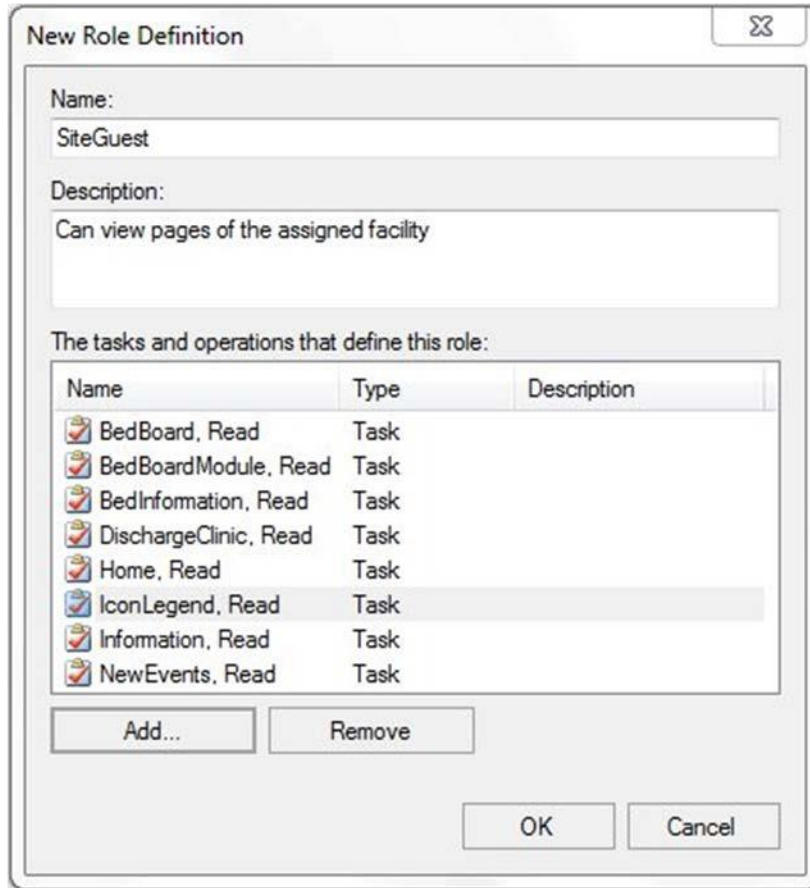 New Role Definition
Name:
SiteGuest
Description:
Can view pages of the assigned facility
The tasks and operations that define this role:
Name Type Description
BedBoard, Read Task
BedBoardModule, Read Task
BedInformation, Read Task
DischargeClinic, Read Task
Home, Read Task
IconLegend, Read Task
Information, Read Task
NewEvents, Read Task
Add... Remove
OK Cancel